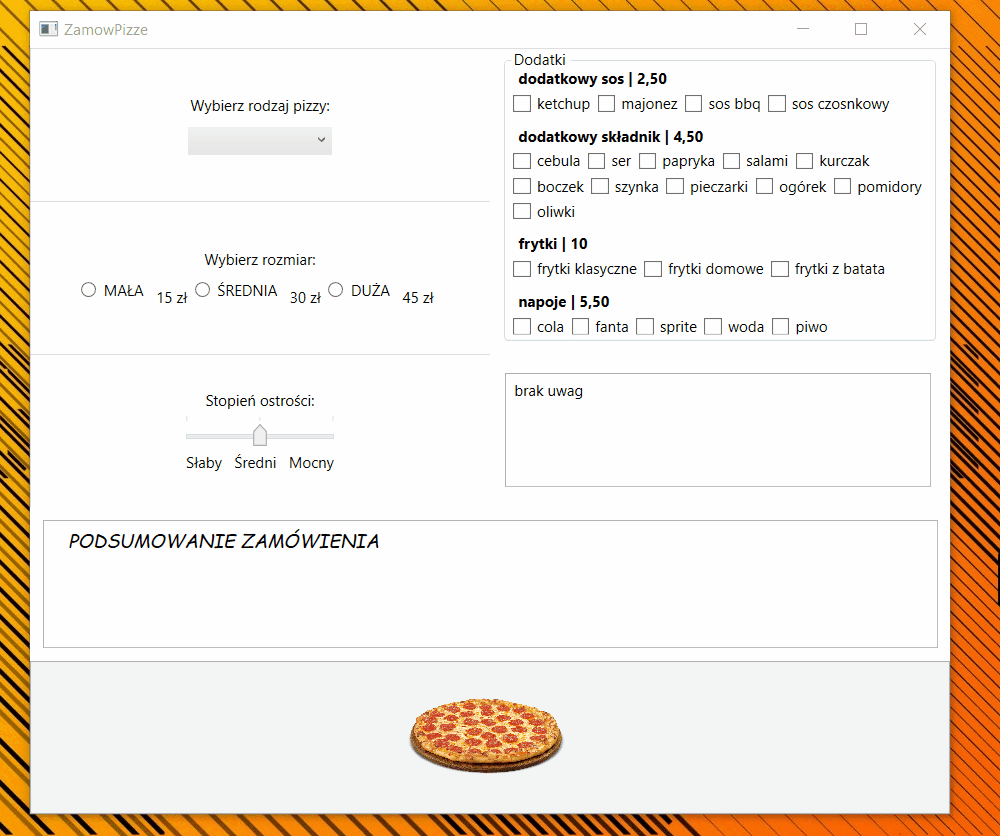 ZamowPizze
Wybierz rodzaj pizzy:
Wybierz rozmiar:
MAŁA 15 zł ŚREDNIA 30 zł DUŻA 45 zł
Stopień ostrości:
Słaby Średni Mocny
Dodatki
dodatkowy sos | 2,50
ketchup majonez sos bbq sos czosnkowy
dodatkowy składnik | 4,50
cebula ser papryka salami kurczak
boczek szynka pieczarki ogórek pomidory
oliwki
frytki | 10
frytki klasyczne frytki domowe frytki z batata
napoje | 5,50
cola fanta sprite woda piwo
brak uwag
PODSUMOWANIE ZAMÓWIENIA